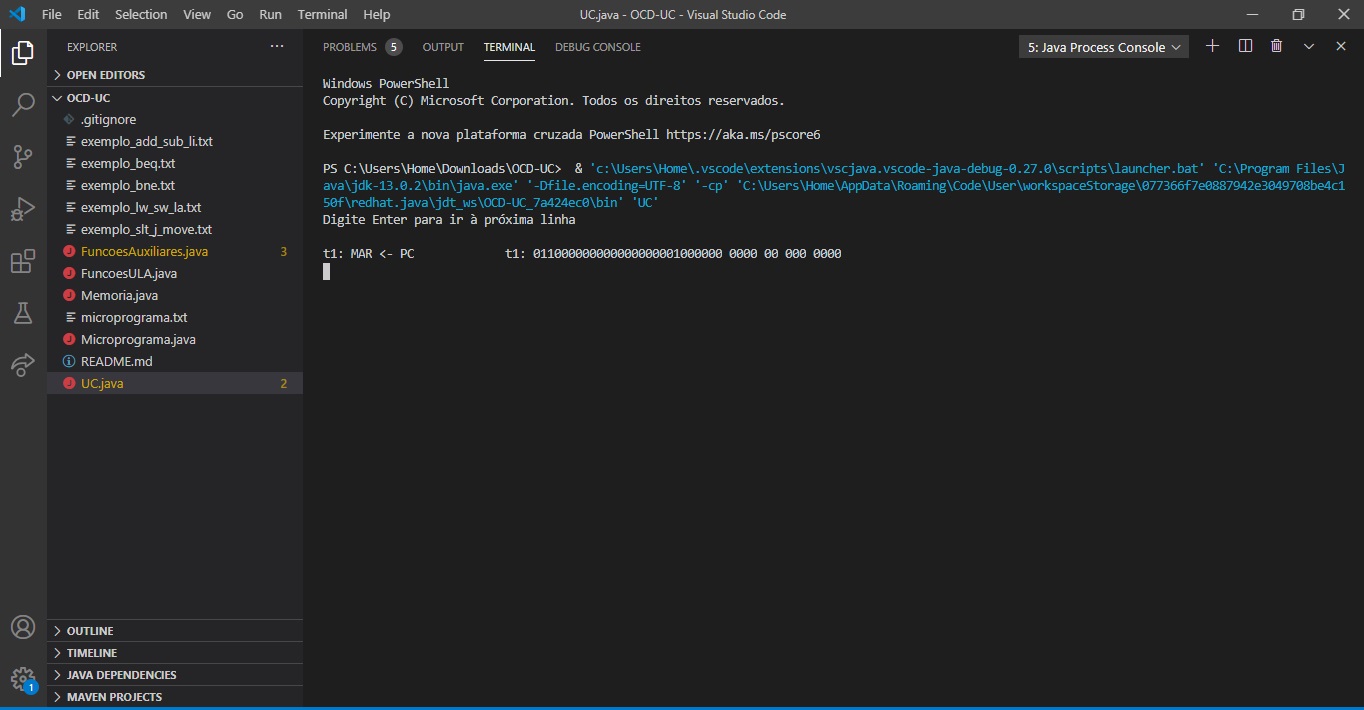 File Edit Selection View Go Run Terminal Help
UC.java - OCD-UC - Visual Studio Code
EXPLORER
OPEN EDITORS
OCD-UC
.gitignore
exemplo_add_sub_li.txt
exemplo_beq.txt
exemplo_bne.txt
exemplo_lw_sw_la.txt
exemplo_slt_j_move.txt
FuncoesAuxiliares.java 3
FuncoesULA.java
Memoria.java
microprograma.txt
Microprograma.java
README.md
UC.java 2
OUTLINE
TIMELINE
JAVA DEPENDENCIES
MAVEN PROJECTS
1
PROBLEMS 5 OUTPUT TERMINAL DEBUG CONSOLE
5: Java Process Console
Windows PowerShell
Copyright (C) Microsoft Corporation. Todos os direitos reservados.
Experimente a nova plataforma cruzada PowerShell https://aka.ms/pscore6
PS C:\Users\Home\Downloads\OCD-UC>  & 'c:\Users\Home\.vscode\extensions\vscjava.vscode-java-debug-0.27.0\scripts\launcher.bat' 'C:\Program Files\J
ava\jdk-13.0.2\bin\java.exe' '-Dfile.encoding=UTF-8' '-cp' 'C:\Users\Home\AppData\Roaming\Code\User\workspaceStorage\077366f7e0887942e3049708be4c1
50f\redhat.java\jdt_ws\OCD-UC_7a424ec0\bin' 'UC'
Digite Enter para ir à próxima linha
t1: MAR <- PC          t1: 0110000000000000000001000000 0000 00 000 0000